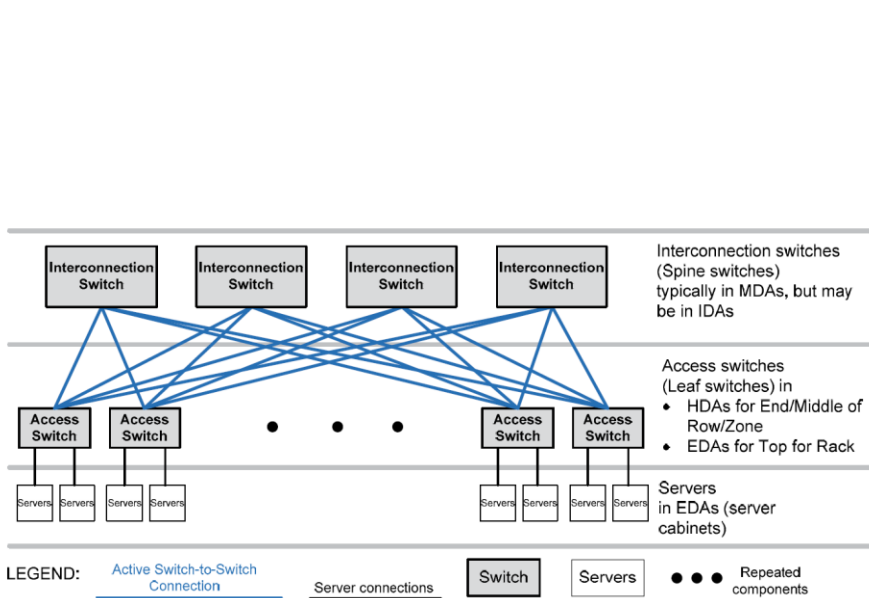 Interconnection
Switch
Interconnection
Switch
Interconnection
Switch
Interconnection
Switch
Interconnection switches
(Spine switches)
typically in MDAs, but may
be in IDAs
Access switches
(Leaf switches) in
• HDAs for End/Middle of
Row/Zone
• EDAs for Top for Rack
Access
Switch
Access
Switch
Access
Switch
Access
Switch
Servers
Servers
Servers
Servers
Servers
Servers
Servers
Servers
Servers
in EDAs (server
cabinets)
LEGEND:
Active Switch-to-Switch
Connection
Server connections
Switch
Servers
Repeated
components